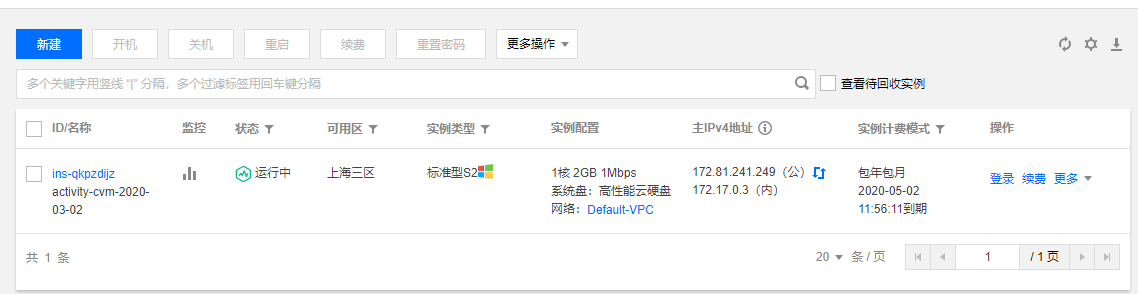 新建 开机 关机 重启 续费 重置密码 更多操作
多个关键字用竖线 "|" 分隔，多个过滤标签用回车键分隔 查看待回收实例
ID/名称 监控 状态 可用区 实例类型 实例配置 主IPv4地址 实例计费模式 操作
ins-qkpzdijz 运行中 上海三区 标准型S2 1核 2GB 1Mbps 172.81.241.249（公） 包年包月 登录 续费 更多
activity-cvm-2020- 系统盘：高性能云硬盘 172.17.0.3（内） 2020-05-02
03-02 网络：Default-VPC 11:56:11到期
共 1 条 20 条 / 页 1 / 1 页